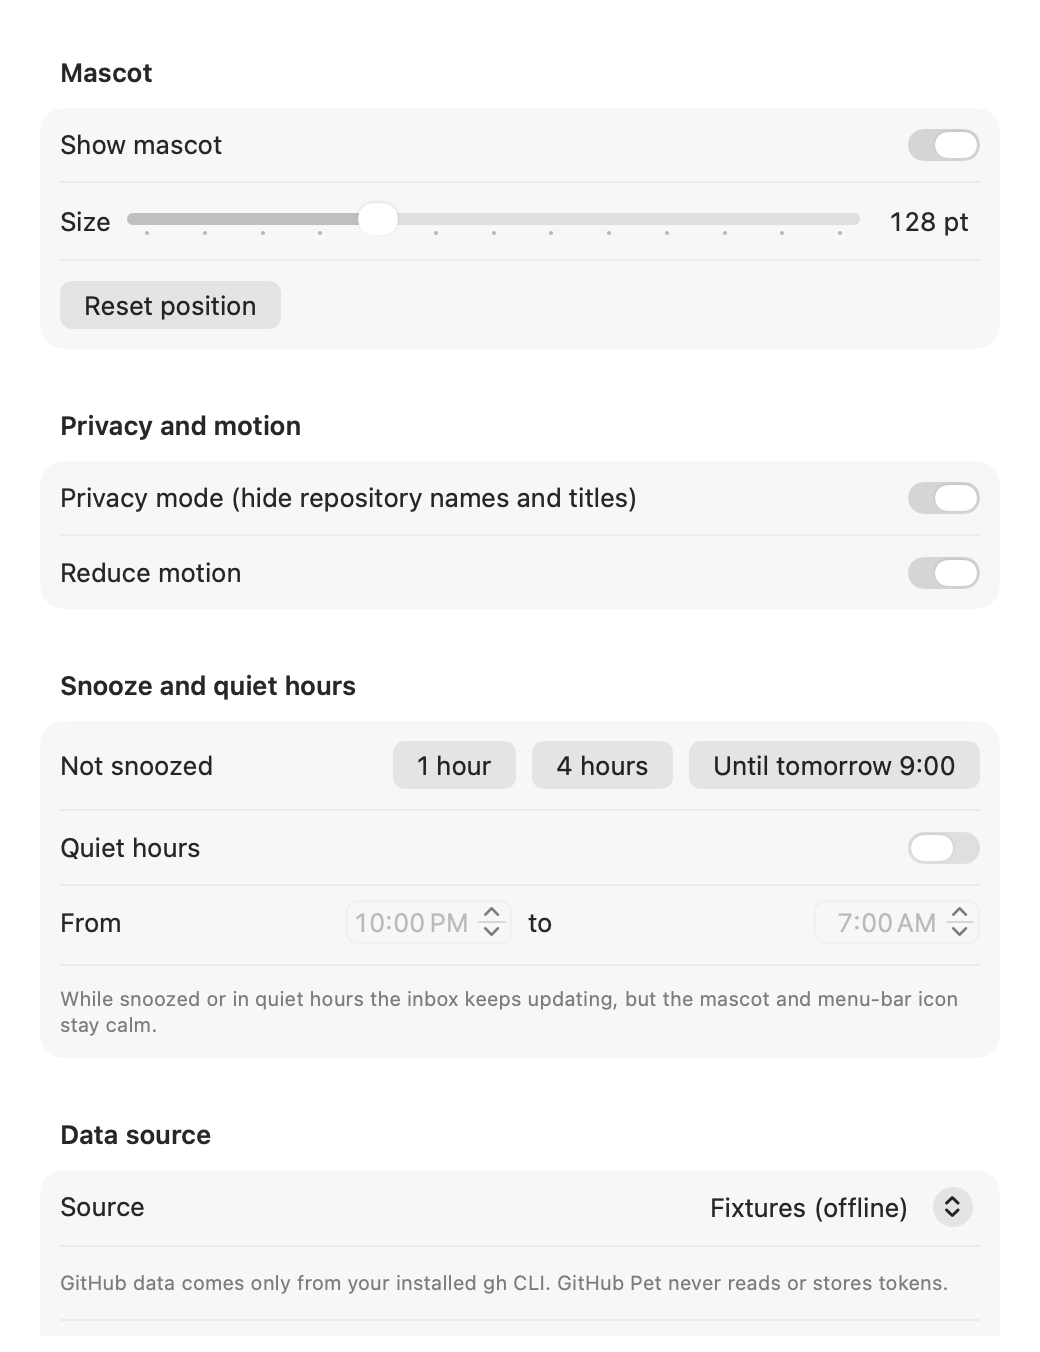 Mascot
Show mascot
Size 128 pt
Reset position
Privacy and motion
Privacy mode (hide repository names and titles)
Reduce motion
Snooze and quiet hours
Not snoozed 1 hour 4 hours Until tomorrow 9:00
Quiet hours
From 10:00 PM to 7:00 AM
While snoozed or in quiet hours the inbox keeps updating, but the mascot and menu-bar icon
stay calm.
Data source
Source Fixtures (offline)
GitHub data comes only from your installed gh CLI. GitHub Pet never reads or stores tokens.